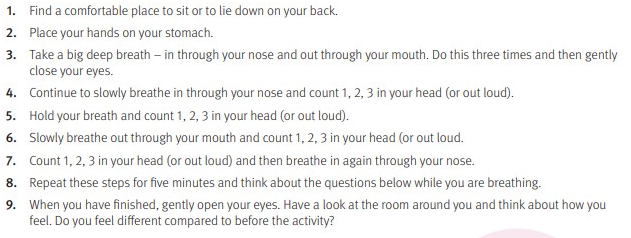 1. Find a comfortable place to sit or to lie down on your back.
2. Place your hands on your stomach.
3. Take a big deep breath – in through your nose and out through your mouth. Do this three times and then gently
close your eyes.
4. Continue to slowly breathe in through your nose and count 1, 2, 3 in your head (or out loud).
5. Hold your breath and count 1, 2, 3 in your head (or out loud).
6. Slowly breathe out through your mouth and count 1, 2, 3 in your head (or out loud.
7. Count 1, 2, 3 in your head (or out loud) and then breathe in again through your nose.
8. Repeat these steps for five minutes and think about the questions below while you are breathing.
9. When you have finished, gently open your eyes. Have a look at the room around you and think about how you
feel. Do you feel different compared to before the activity?